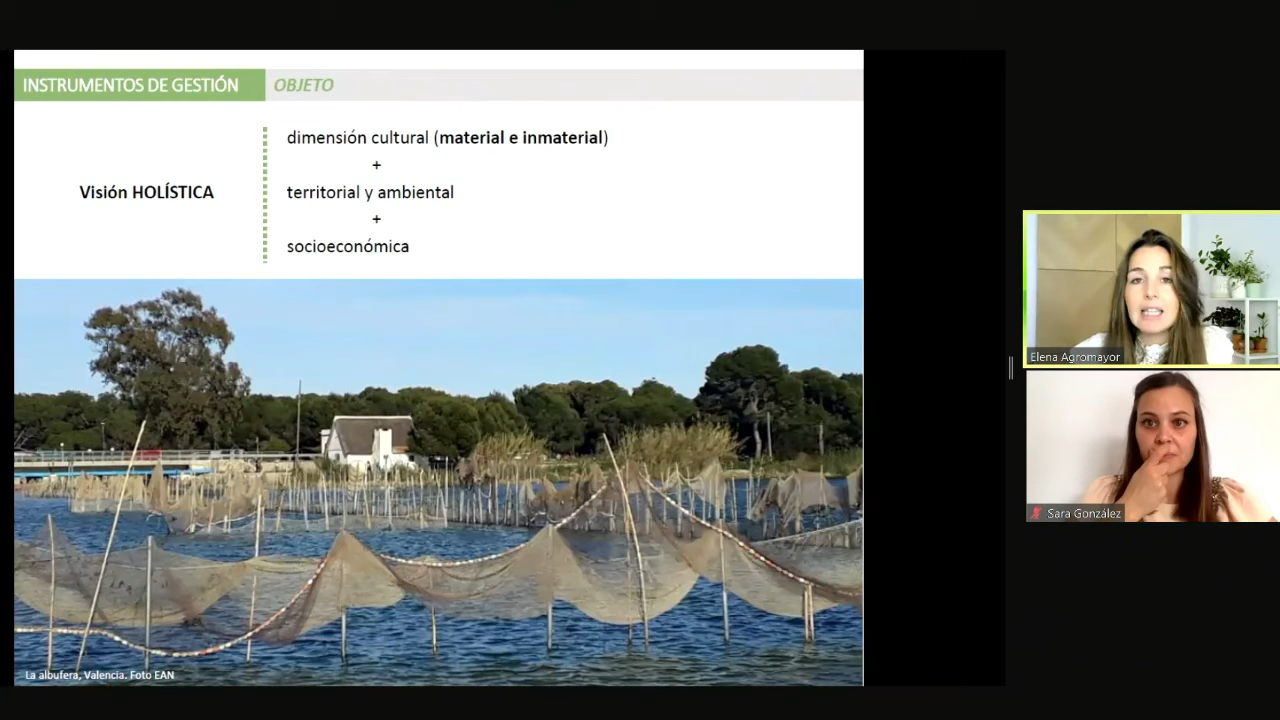 INSTRUMENTOS DE GESTIÓN OBJETO
dimensión cultural (material e inmaterial)
+
Visión HOLÍSTICA territorial y ambiental
+
socioeconómica
La albufera, Valencia. Foto EAN
Elena Agromayor
Sara González